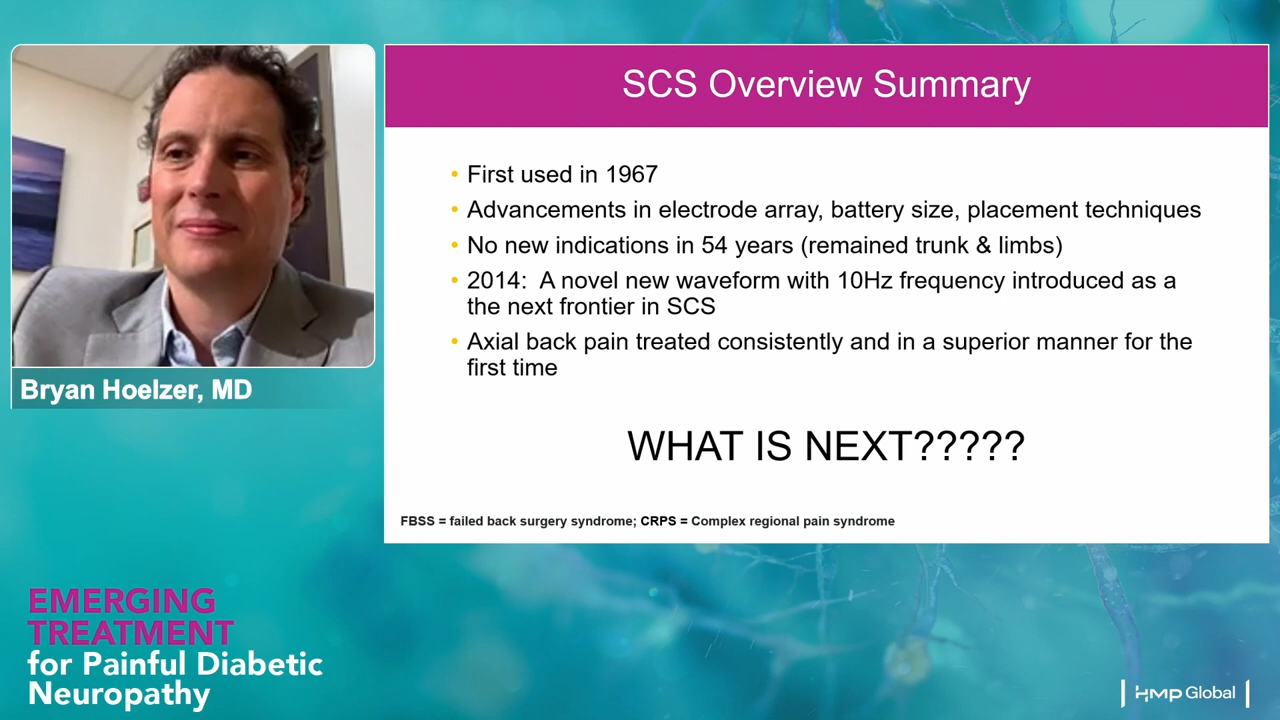 SCS Overview Summary
• First used in 1967
• Advancements in electrode array, battery size, placement techniques
• No new indications in 54 years (remained trunk & limbs)
• 2014:  A novel new waveform with 10Hz frequency introduced as a
the next frontier in SCS
• Axial back pain treated consistently and in a superior manner for the
first time
WHAT IS NEXT?????
FBSS = failed back surgery syndrome; CRPS = Complex regional pain syndrome
Bryan Hoelzer, MD
EMERGING
TREATMENT
for Painful Diabetic
Neuropathy
HMP Global